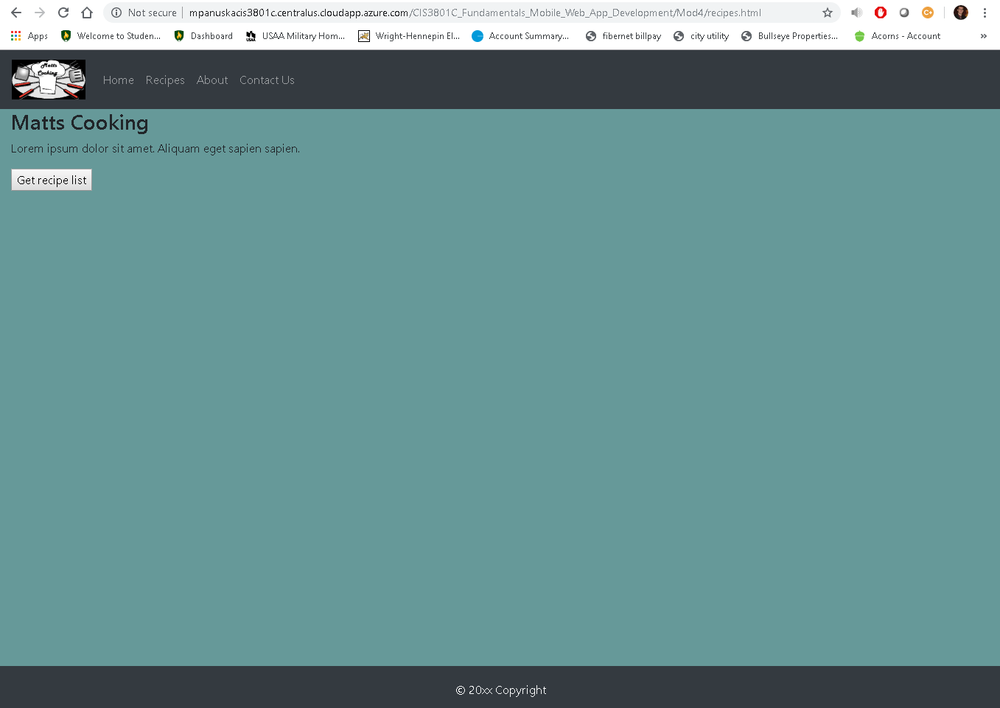 Not secure | mpanuskacis3801c.centralus.cloudapp.azure.com/CIS3801C_Fundamentals_Mobile_Web_App_Development/Mod4/recipes.html
Apps Welcome to Studen... Dashboard USAA Military Hom... Wright-Hennepin El... Account Summary... fibernet billpay city utility Bullseye Properties... Acorns - Account »
Matts
Cooking
Home Recipes About Contact Us
Matts Cooking
Lorem ipsum dolor sit amet. Aliquam eget sapien sapien.
Get recipe list
© 20xx Copyright